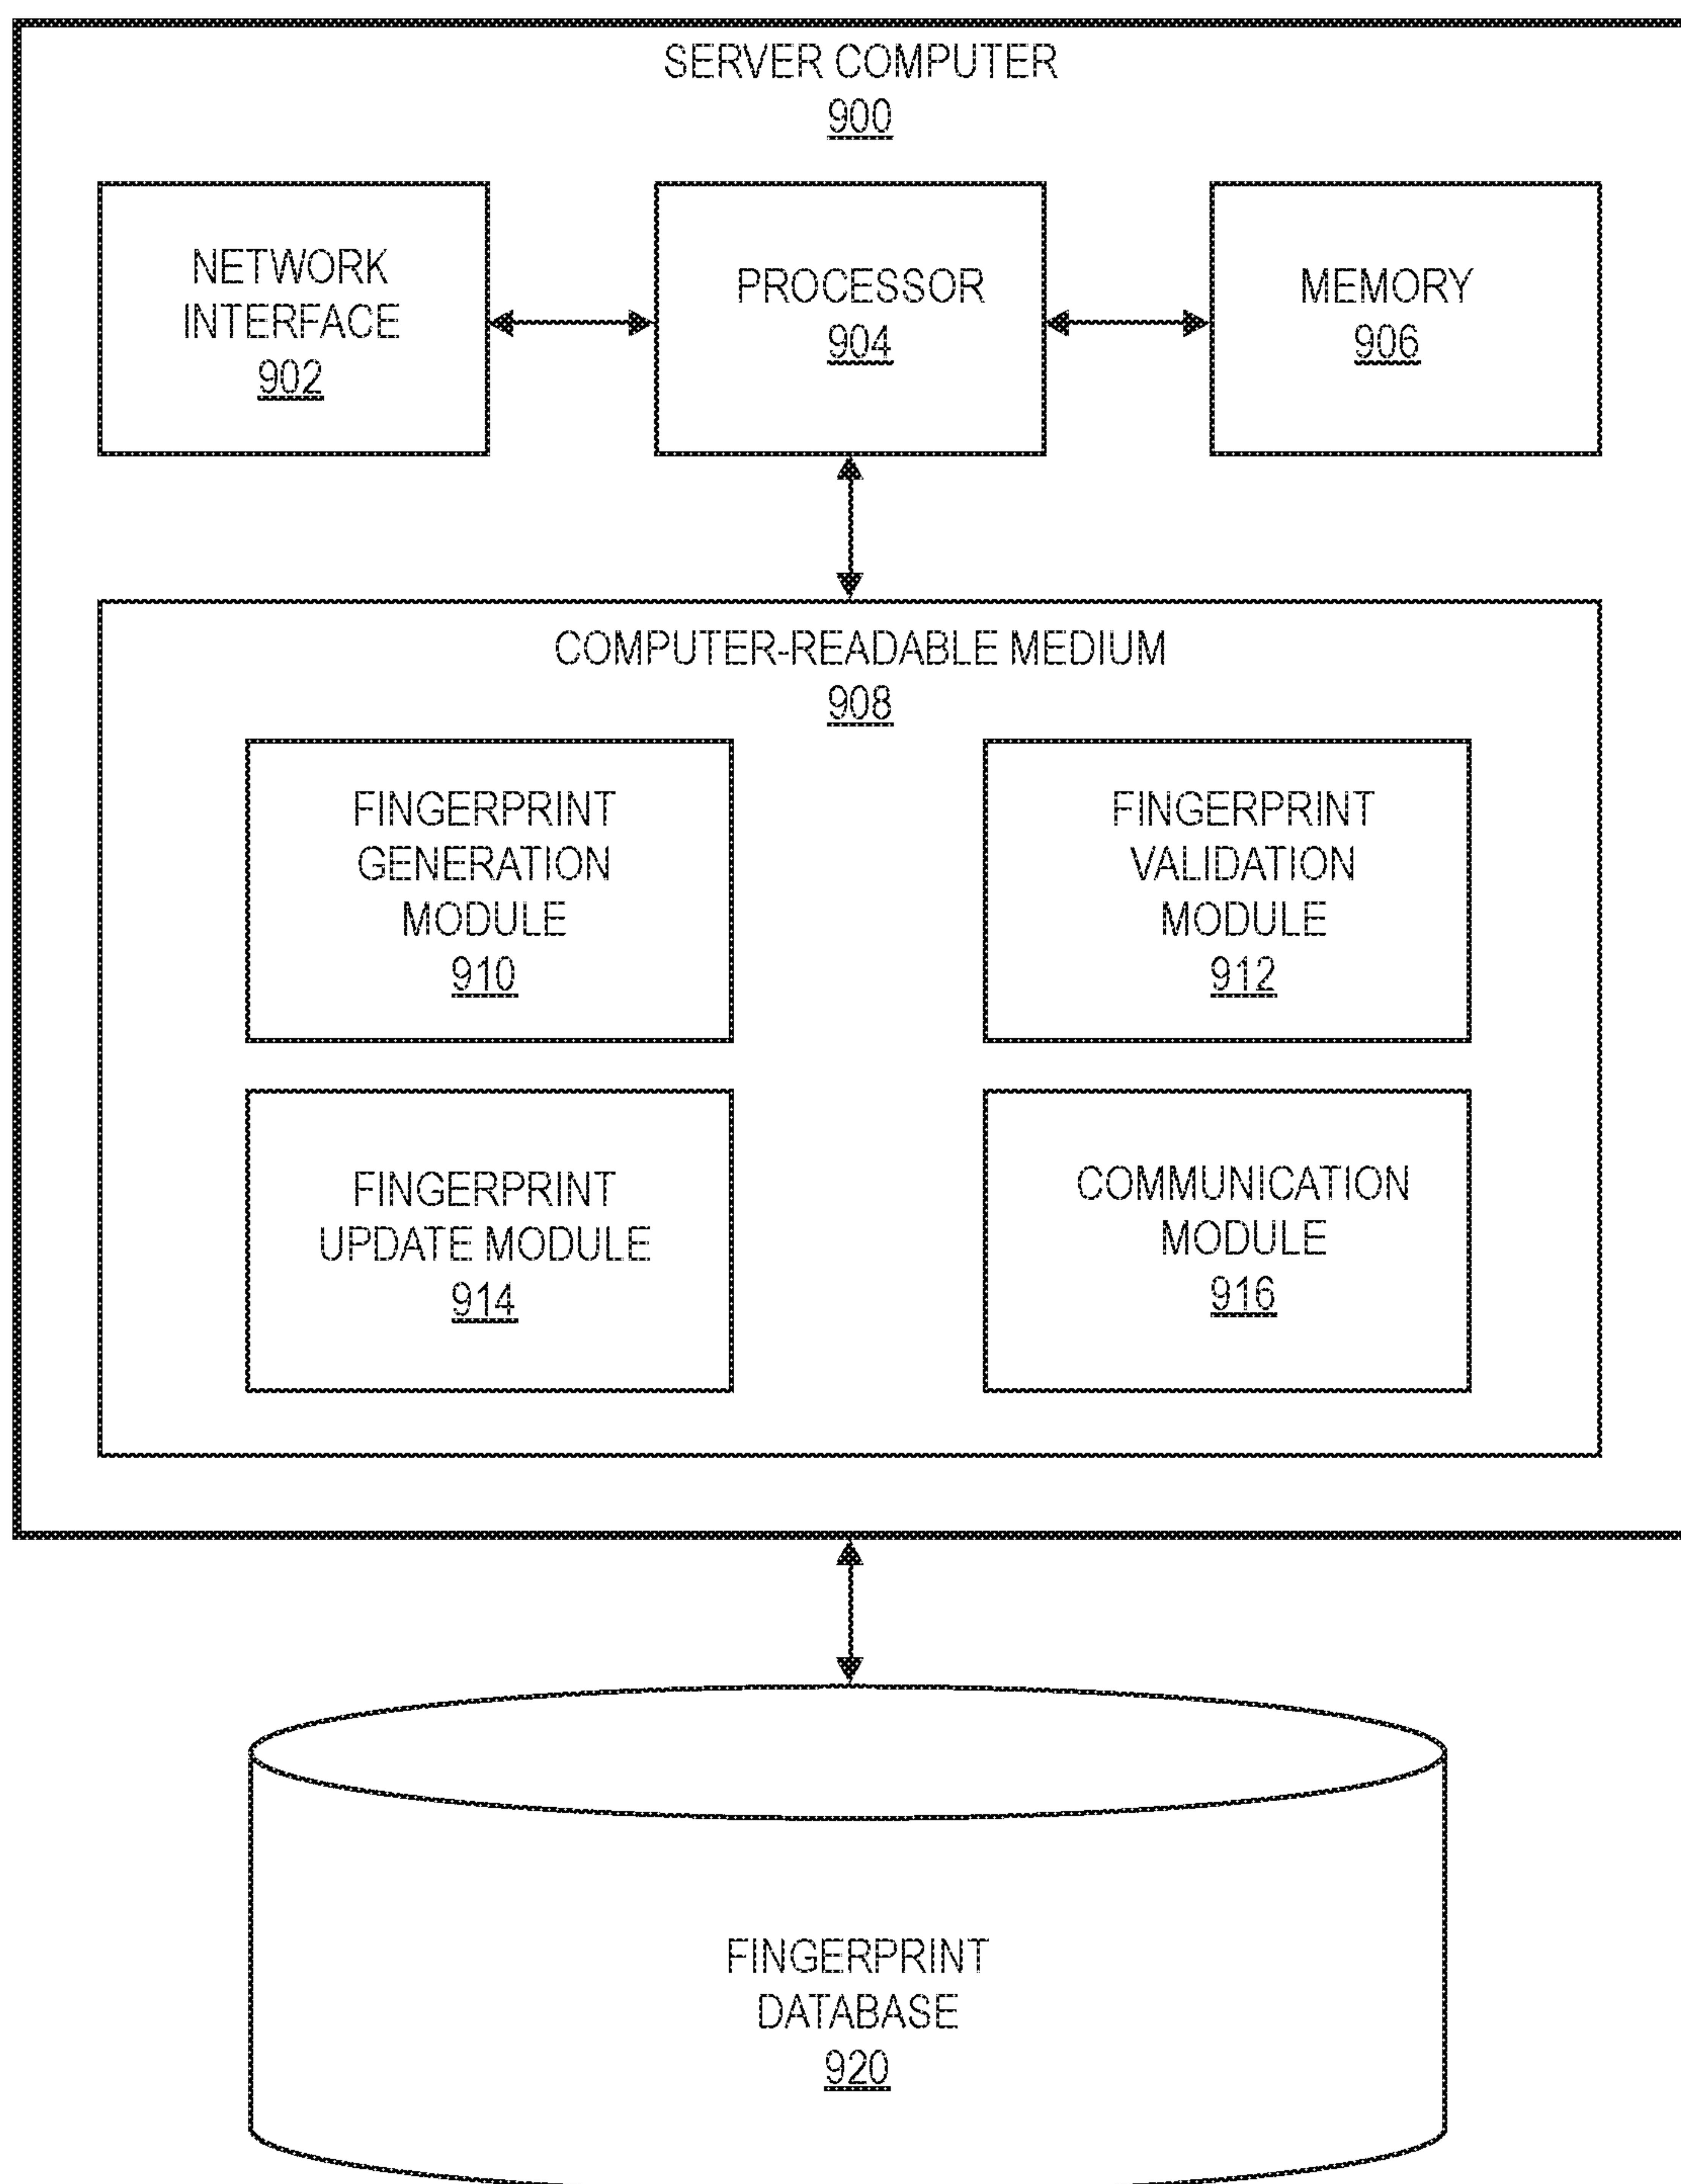 SERVER COMPUTER
900
NETWORK
INTERFACE
902
PROCESSOR
904
MEMORY
906
COMPUTER-READABLE MEDIUM
908
FINGERPRINT
GENERATION
MODULE
910
FINGERPRINT
VALIDATION
MODULE
912
FINGERPRINT
UPDATE MODULE
914
COMMUNICATION
MODULE
916
FINGERPRINT
DATABASE
920